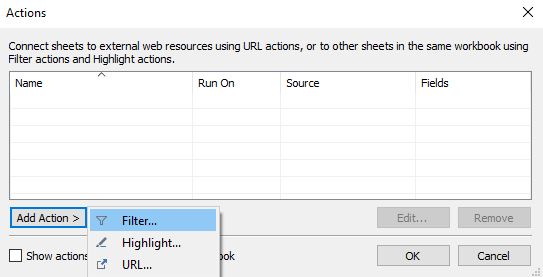 Actions
Connect sheets to external web resources using URL actions, or to other sheets in the same workbook using
Filter actions and Highlight actions.
Name Run On Source Fields
Add Action > Edit... Remove
Filter...
Highlight...
URL...
Show actions ook OK Cancel